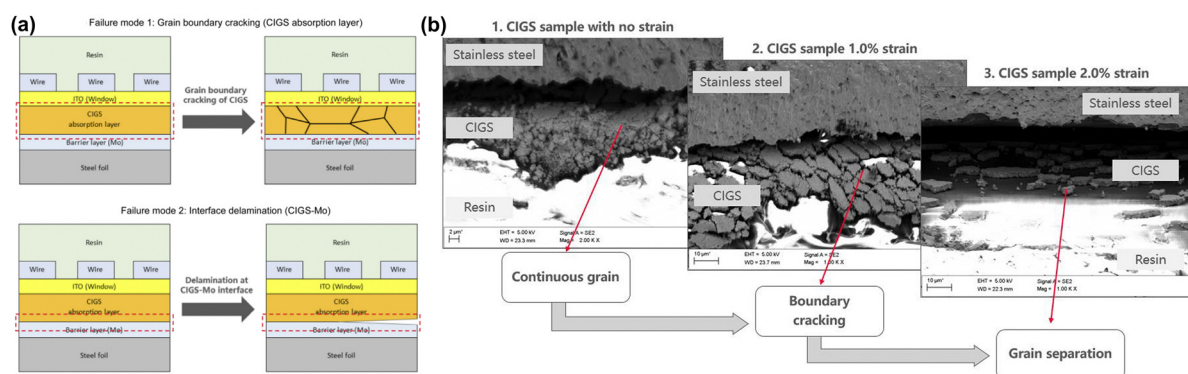 (a)
Failure mode 1: Grain boundary cracking (CIGS absorption layer)
Resin
Wire
Wire
Wire
ITO (Window)
CIGS
absorption layer
Barrier layer (Mo)
Steel foil
Grain boundary
cracking of CIGS
Resin
Wire
Wire
Wire
ITO (Window)
Barrier layer (Mo)
Steel foil
Failure mode 2: Interface delamination (CIGS-Mo)
Resin
Wire
Wire
Wire
ITO (Window)
CIGS
absorption layer
Barrier layer (Mo)
Steel foil
Delamination at
CIGS-Mo interface
Resin
Wire
Wire
Wire
ITO (Window)
CIGS
absorption layer
Barrier layer (Mo)
Steel foil
(b)
1. CIGS sample with no strain
Stainless steel
CIGS
Resin
2 µm
EHT = 5.00 kV
WD = 23.3 mm
Signal A = SE2
Mag = 2.00 K X
Continuous grain
2. CIGS sample 1.0% strain
Stainless steel
CIGS
10 µm
EHT = 5.00 kV
WD = 23.7 mm
Signal A = SE2
Boundary
cracking
3. CIGS sample 2.0% strain
Stainless steel
CIGS
Resin
10 µm
EHT = 5.00 kV
WD = 22.3 mm
Signal A = SE2
Mag = 1.00 K X
Grain separation